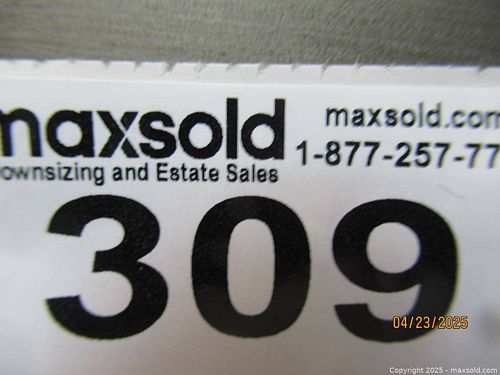 maxsold
maxsold.com
ownsizing and Estate Sales
1-877-257-77
309
04/23/2025
Copyright 2025 - maxsold.com